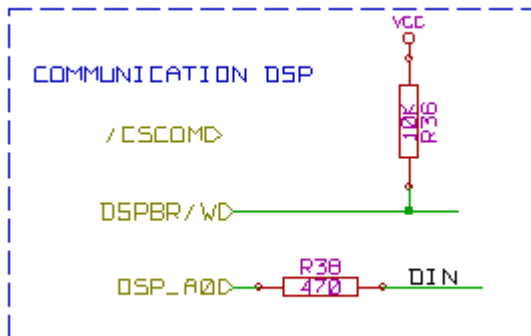 VCC
COMMUNICATION DSP
10K
R36
/CSCOM
DSPBR/W
R38
DSP_A0
470
DIN